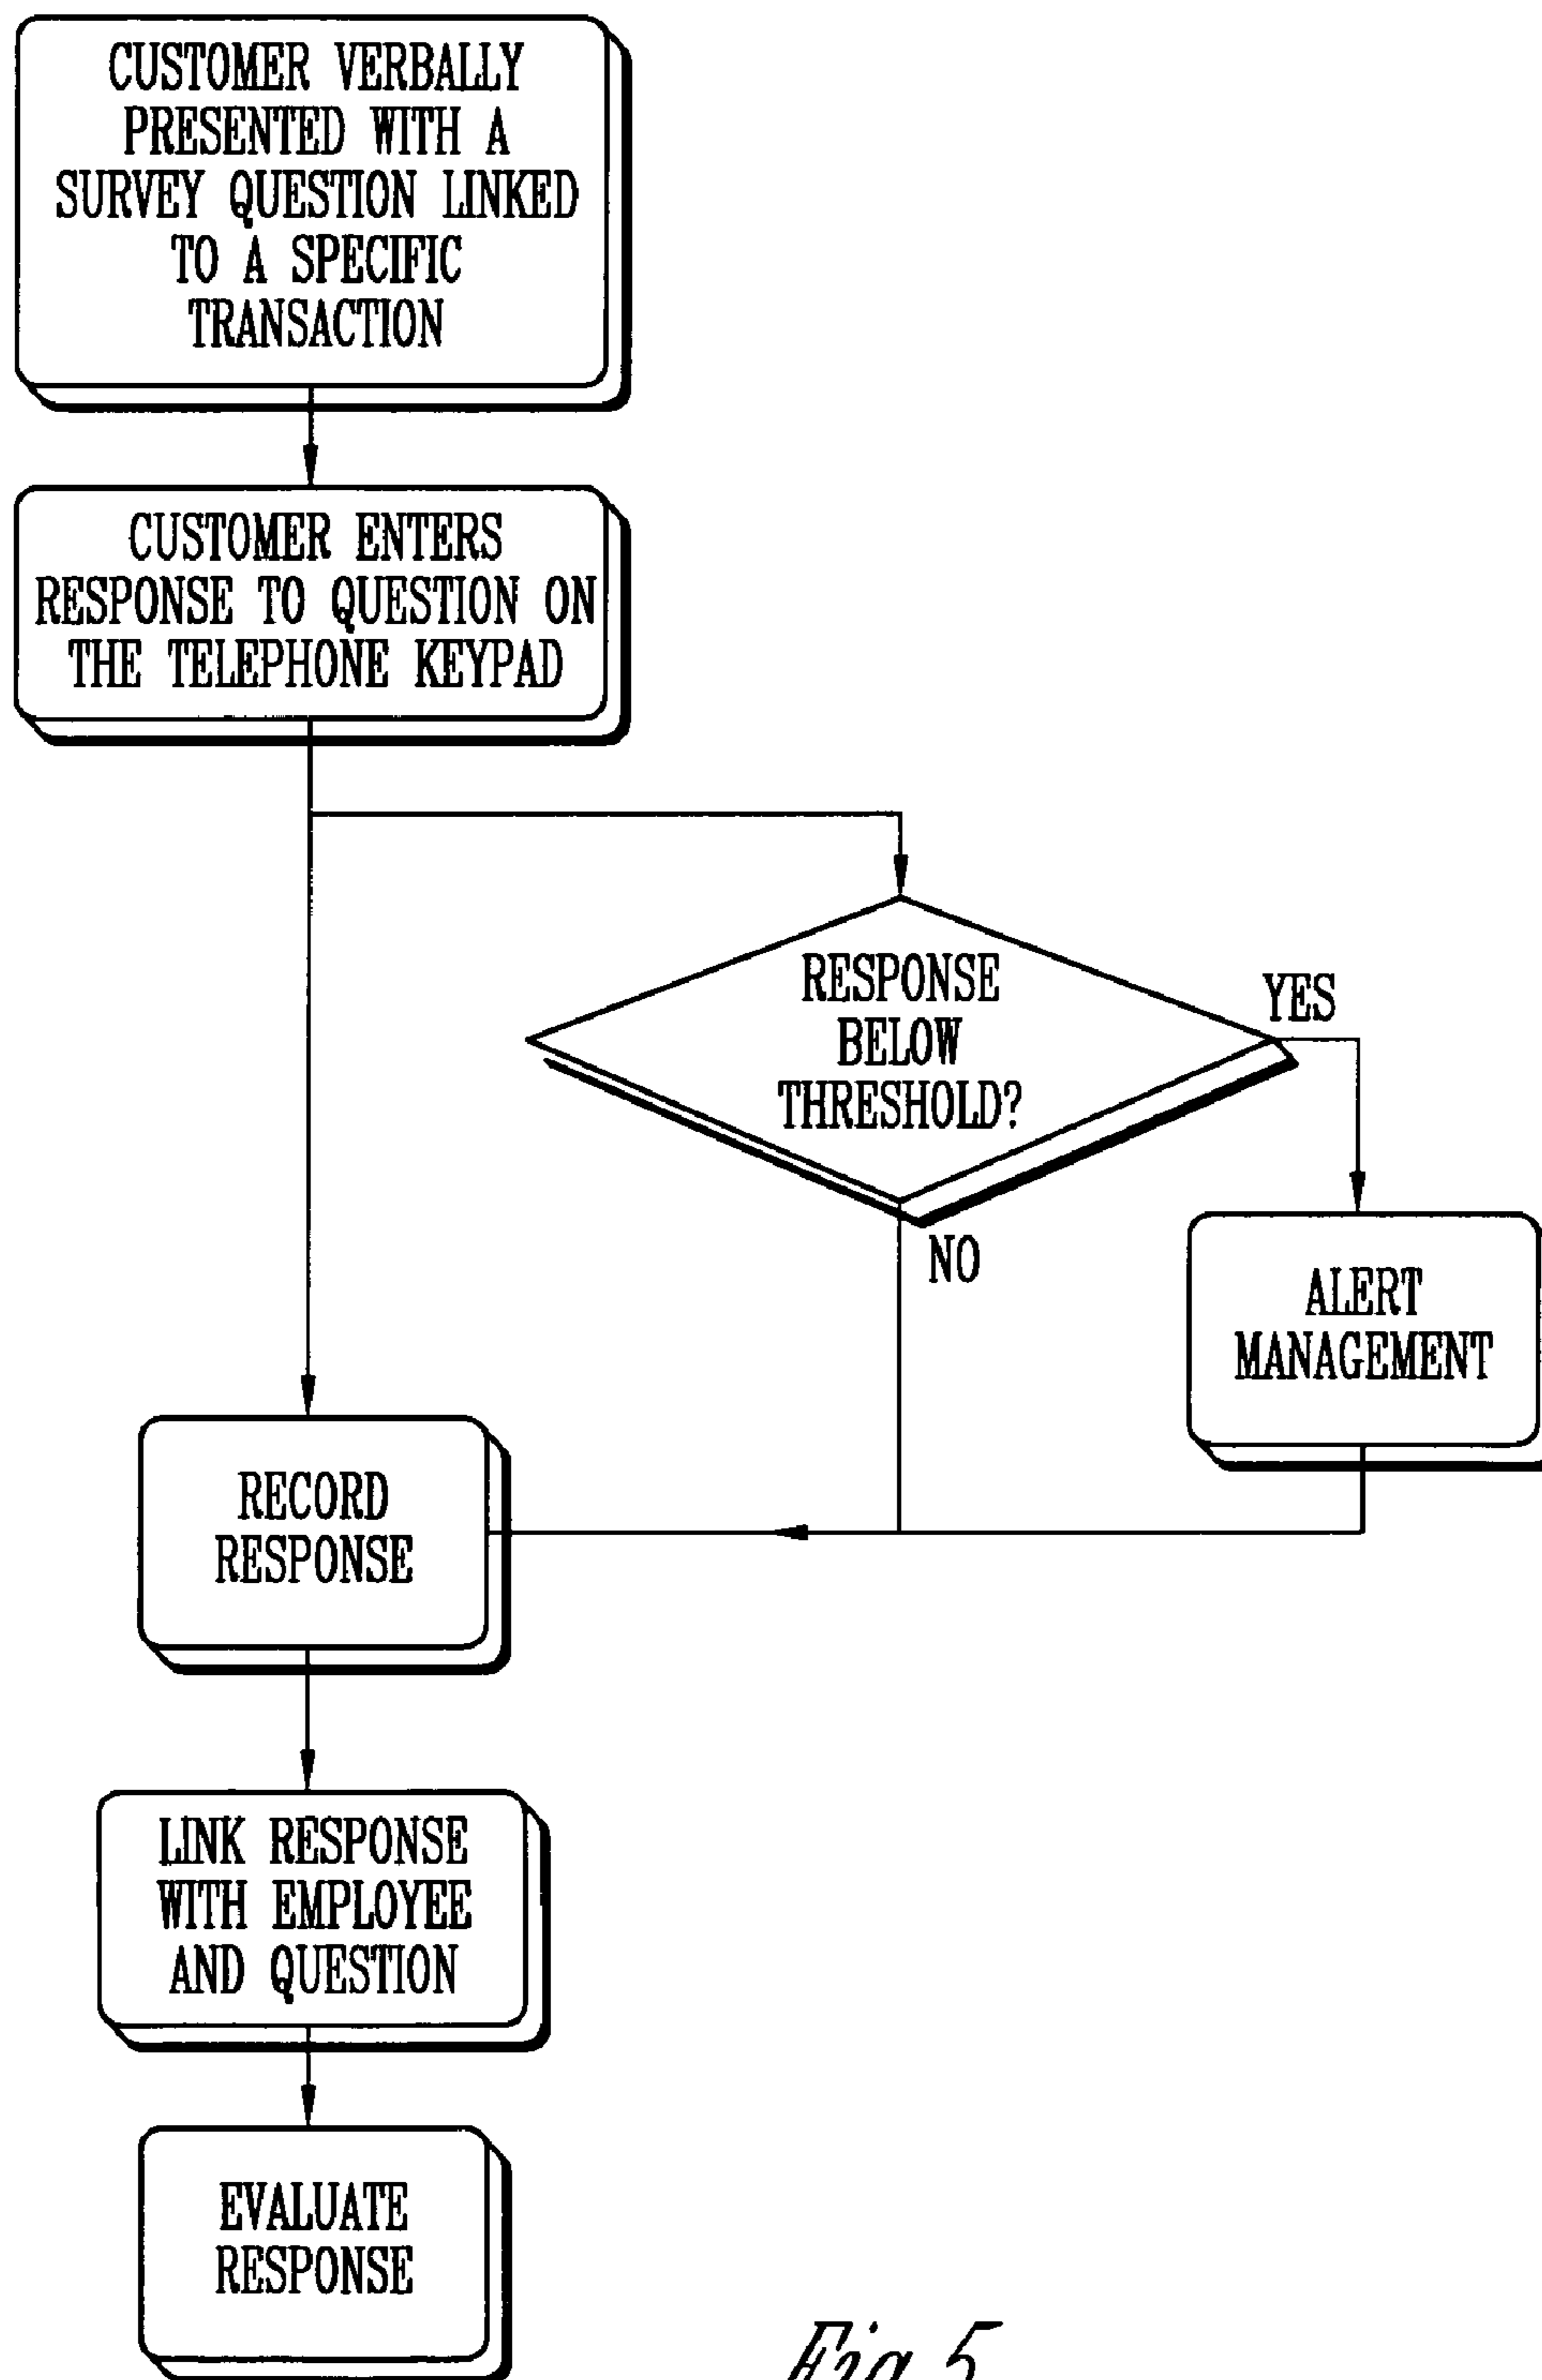 CUSTOMER VERBALLY
PRESENTED WITH A
SURVEY QUESTION LINKED
TO A SPECIFIC
TRANSACTION
CUSTOMER ENTERS
RESPONSE TO QUESTION ON
THE TELEPHONE KEYPAD
RESPONSE
BELOW
THRESHOLD?
YES
NO
ALERT
MANAGEMENT
RECORD
RESPONSE
LINK RESPONSE
WITH EMPLOYEE
AND QUESTION
EVALUATE
RESPONSE
Fig.5